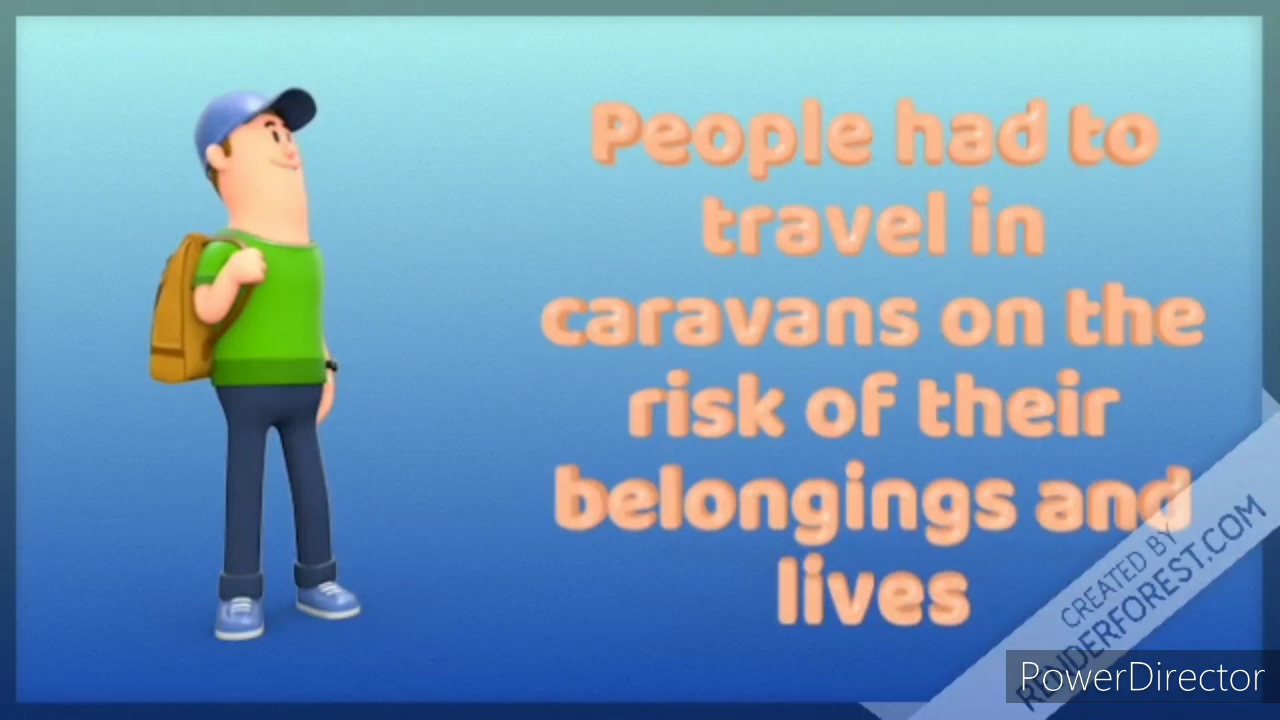 People had to
travel in
caravans on the
risk of their
belongings and
lives
CREATED BY
RENDERFOREST.COM
PowerDirector